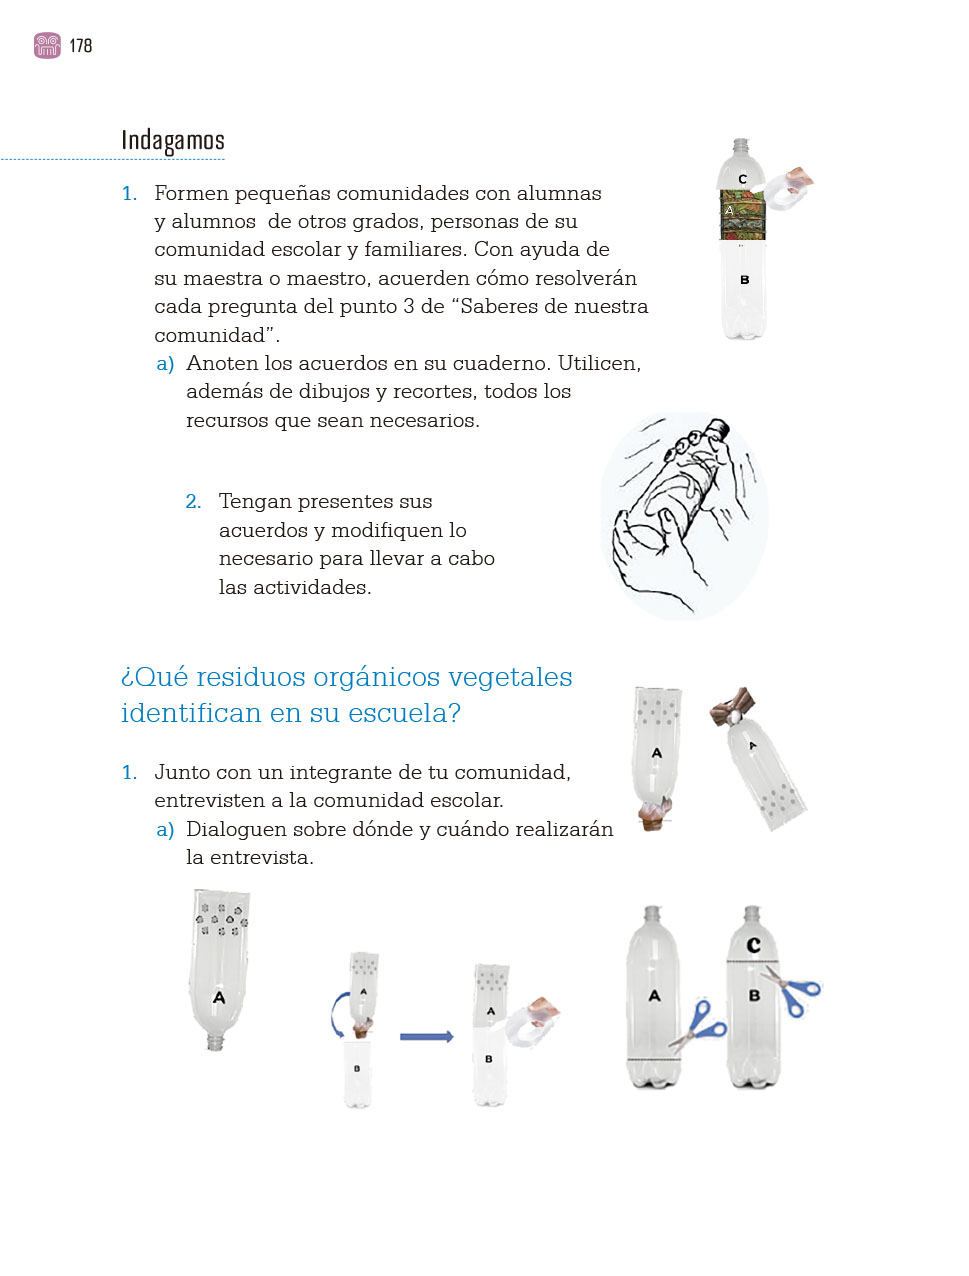 178
Indagamos
1. Formen pequeñas comunidades con alumnas
y alumnos de otros grados, personas de su
comunidad escolar y familiares. Con ayuda de
su maestra o maestro, acuerden cómo resolverán
cada pregunta del punto 3 de “Saberes de nuestra
comunidad”.
a) Anoten los acuerdos en su cuaderno. Utilicen,
además de dibujos y recortes, todos los
recursos que sean necesarios.
C
A
B
2. Tengan presentes sus
acuerdos y modifiquen lo
necesario para llevar a cabo
las actividades.
¿Qué residuos orgánicos vegetales
identifican en su escuela?
A
A
1. Junto con un integrante de tu comunidad,
entrevisten a la comunidad escolar.
a) Dialoguen sobre dónde y cuándo realizarán
la entrevista.
A
A
B
A
B
A
C
B